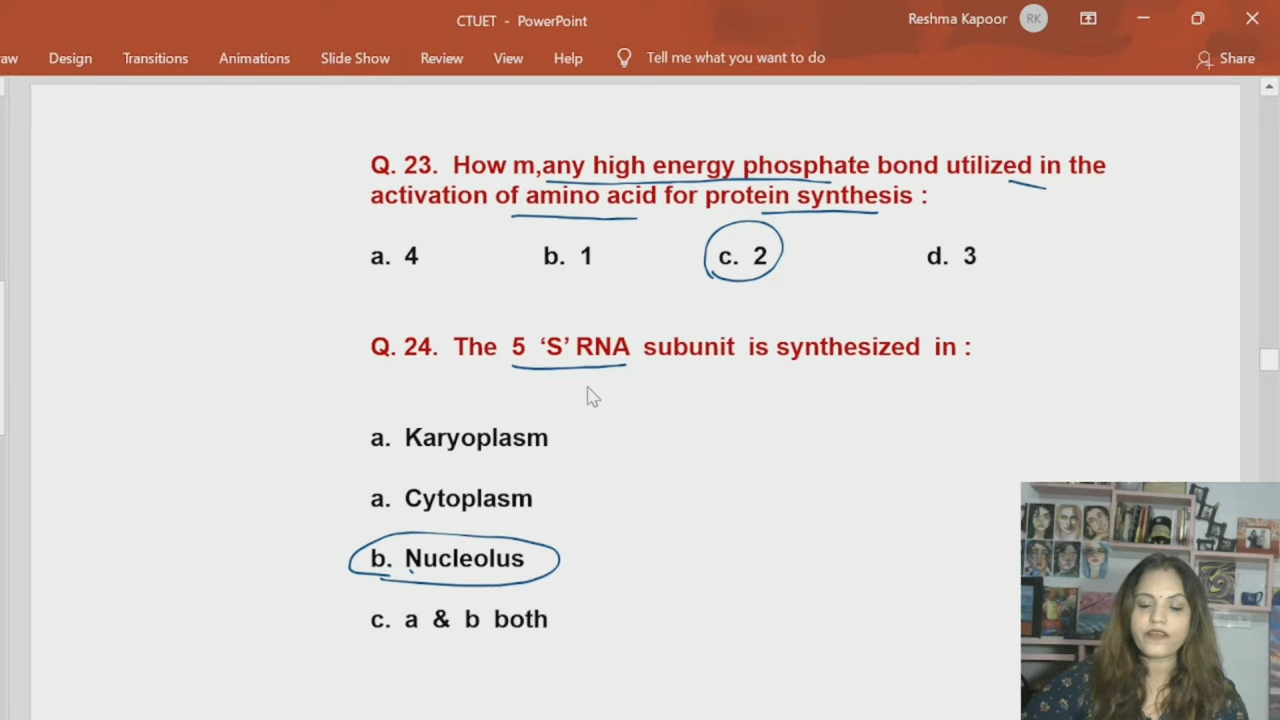 CTUET - PowerPoint
Reshma Kapoor RK
aw Design Transitions Animations Slide Show Review View Help Tell me what you want to do Share
Q. 23. How m,any high energy phosphate bond utilized in the
activation of amino acid for protein synthesis :
a. 4 b. 1 c. 2 d. 3
Q. 24. The 5 ‘S’ RNA subunit is synthesized in :
a. Karyoplasm
a. Cytoplasm
b. Nucleolus
c. a & b both